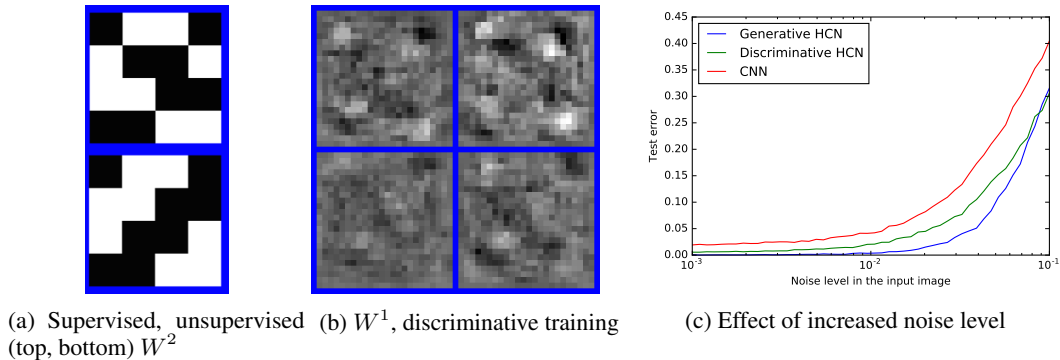 0.45
0.40
0.35
0.30
0.25
0.20
0.15
0.10
0.05
0.00
Test error
Generative HCN
Discriminative HCN
CNN
10^-3
10^-2
10^-1
Noise level in the input image
(a) Supervised, unsupervised
(top, bottom) W^2
(b) W^1, discriminative training
(c) Effect of increased noise level